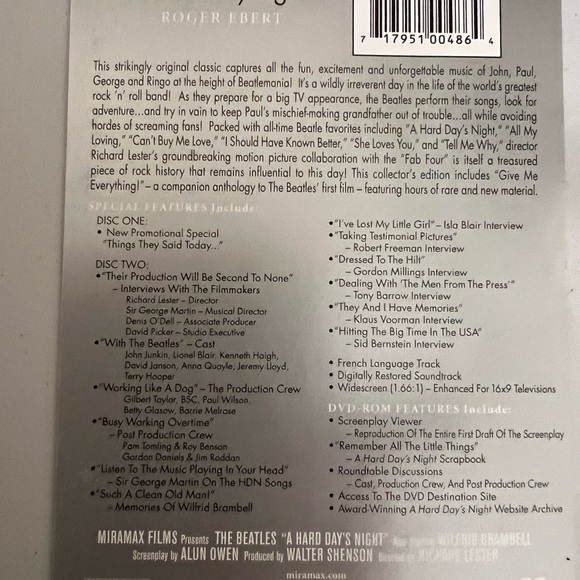 – ROGER EBERT
7 17951 00486 4
This strikingly original classic captures all the fun, excitement and unforgettable music of John, Paul,
George and Ringo at the height of Beatlemania! It's a wildly irreverent day in the life of the world's greatest
rock 'n' roll band! As they prepare for a big TV appearance, the Beatles perform their songs, look for
adventure...and try in vain to keep Paul's mischief-making grandfather out of trouble...all while avoiding
hordes of screaming fans! Packed with all-time Beatle favorites including "A Hard Day's Night," "All My
Loving," "Can't Buy Me Love," "I Should Have Known Better," "She Loves You," and "Tell Me Why," director
Richard Lester's groundbreaking motion picture collaboration with the "Fab Four" is itself a treasured
piece of rock history that remains influential to this day! This collector's edition includes "Give Me
Everything!" – a companion anthology to The Beatles' first film – featuring hours of rare and new material.
SPECIAL FEATURES Include:
DISC ONE:
• New Promotional Special
"Things They Said Today..."
DISC TWO:
• "Their Production Will Be Second To None"
– Interviews With The Filmmakers
Richard Lester – Director
Sir George Martin – Musical Director
Denis O'Dell – Associate Producer
David Picker – Studio Executive
• "With The Beatles" – Cast
John Junkin, Lionel Blair, Kenneth Haigh,
David Janson, Anna Quayle, Jeremy Lloyd,
Terry Hooper
• "Working Like A Dog" – The Production Crew
Gilbert Taylor, BSC, Paul Wilson,
Betty Glasow, Barrie Melrose
• "Busy Working Overtime"
– Post Production Crew
Pam Tomling & Roy Benson
Gordon Daniels & Jim Roddan
• "Listen To The Music Playing In Your Head"
– Sir George Martin On The HDN Songs
• "Such A Clean Old Man!"
– Memories Of Wilfrid Brambell
• "I've Lost My Little Girl" – Isla Blair Interview
• "Taking Testimonial Pictures"
– Robert Freeman Interview
• "Dressed To The Hilt"
– Gordon Millings Interview
• "Dealing With 'The Men From The Press'"
– Tony Barrow Interview
• "They And I Have Memories"
– Klaus Voorman Interview
• "Hitting The Big Time In The USA"
– Sid Bernstein Interview
• French Language Track
• Digitally Restored Soundtrack
• Widescreen (1.66:1) – Enhanced For 16x9 Televisions
DVD-ROM FEATURES Include:
• Screenplay Viewer
– Reproduction Of The Entire First Draft Of The Screenplay
• "Remember All The Little Things"
– A Hard Day's Night Scrapbook
• Roundtable Discussions
– Cast, Production Crew, And Post Production Crew
• Access To The DVD Destination Site
• Award-Winning A Hard Day's Night Website Archive
MIRAMAX FILMS Presents THE BEATLES "A HARD DAY'S NIGHT" WILFRID BRAMBELL
Screenplay by ALUN OWEN Produced by WALTER SHENSON Directed by RICHARD LESTER
miramax.com